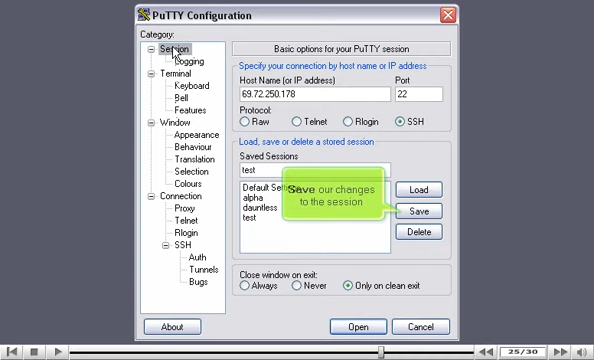 PuTTY Configuration
Category:
Session
Logging
Terminal
Keyboard
Bell
Features
Window
Appearance
Behaviour
Translation
Selection
Colours
Connection
Proxy
Telnet
Rlogin
SSH
Auth
Tunnels
Bugs
Basic options for your PuTTY session
Specify your connection by host name or IP address
Host Name (or IP address)
Port
69.72.250.178
22
Protocol:
Raw
Telnet
Rlogin
SSH
Load, save or delete a stored session
Saved Sessions
test
Default Settings
alpha
dauntless
test
Save our changes
to the session
Load
Save
Delete
Close window on exit:
Always
Never
Only on clean exit
About
Open
Cancel
25/30